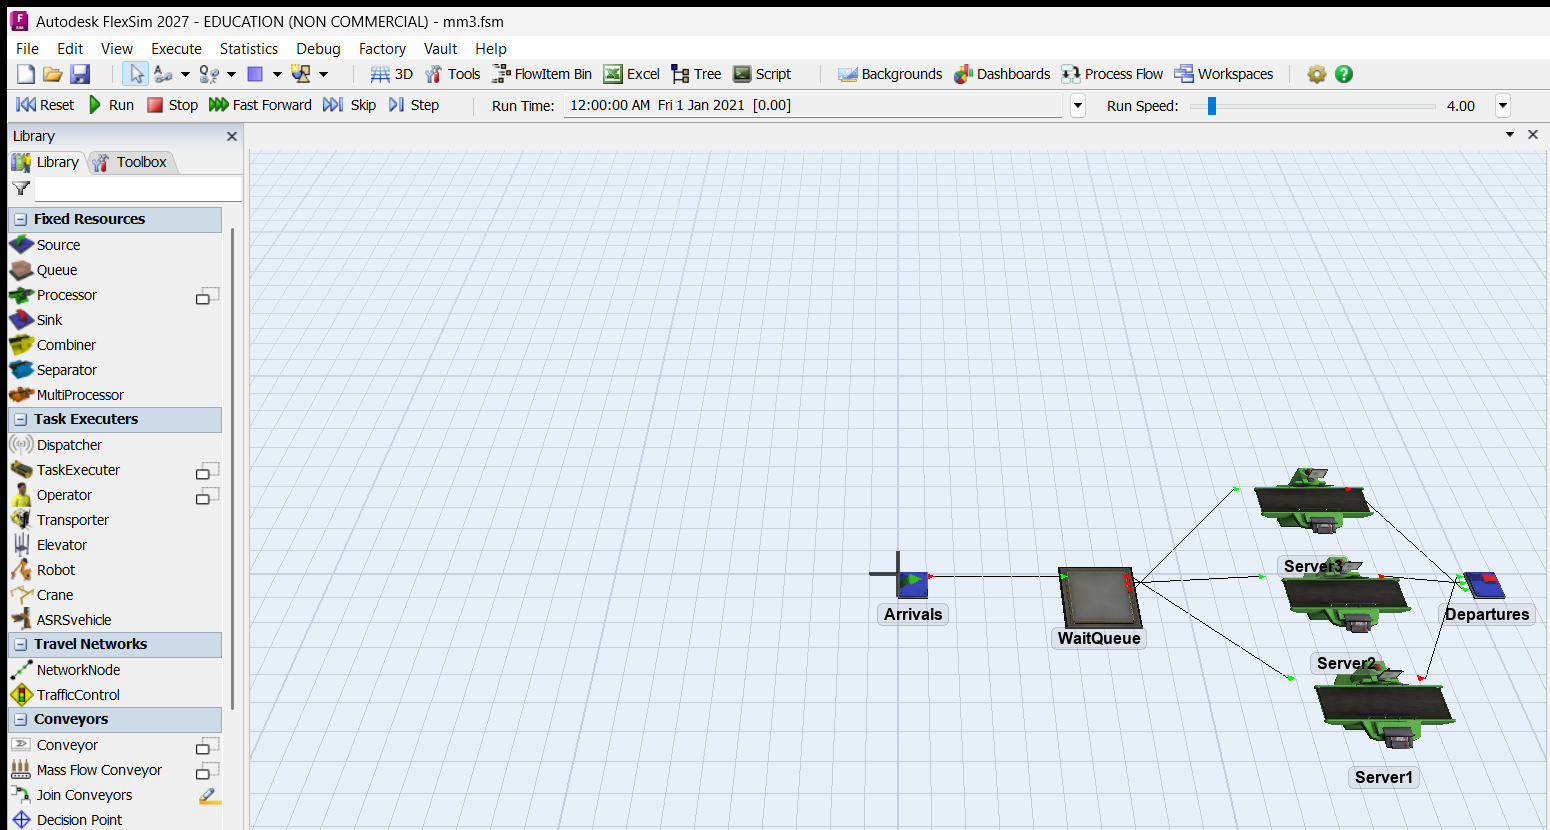 Autodesk FlexSim 2027 - EDUCATION (NON COMMERCIAL) - mm3.fsm
File Edit View Execute Statistics Debug Factory Vault Help
3D Tools FlowItem Bin Excel Tree Script Backgrounds Dashboards Process Flow Workspaces
Reset Run Stop Fast Forward Skip Step Run Time: 12:00:00 AM Fri 1 Jan 2021 [0.00] Run Speed: 4.00
Library
Library Toolbox
Fixed Resources
Source
Queue
Processor
Sink
Combiner
Separator
MultiProcessor
Task Executers
Dispatcher
TaskExecuter
Operator
Transporter
Elevator
Robot
Crane
ASRSvehicle
Travel Networks
NetworkNode
TrafficControl
Conveyors
Conveyor
Mass Flow Conveyor
Join Conveyors
Decision Point
Server3
Arrivals
Departures
WaitQueue
Server2
Server1